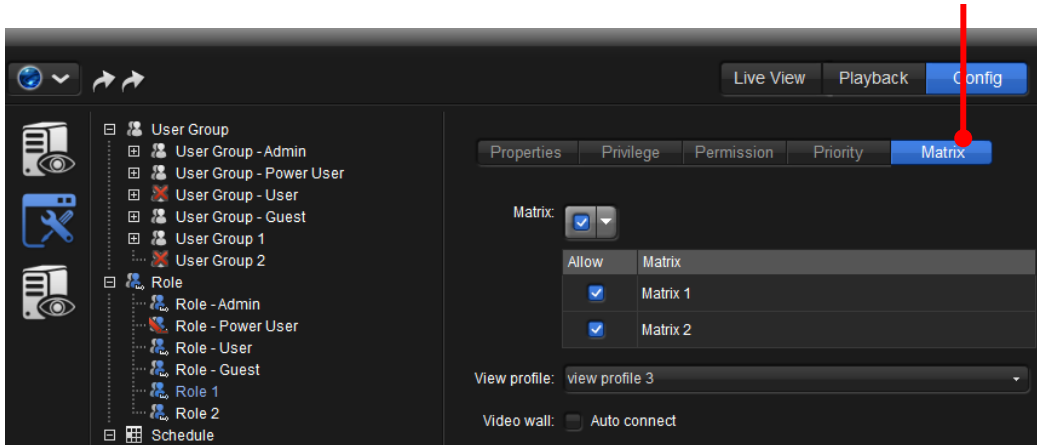 Live View Playback Config
User Group
User Group - Admin
User Group - Power User
User Group - User
User Group - Guest
User Group 1
User Group 2
Role
Role - Admin
Role - Power User
Role - User
Role - Guest
Role 1
Role 2
Schedule
Properties Privilege Permission Priority Matrix
Matrix:
Allow Matrix
Matrix 1
Matrix 2
View profile: view profile 3
Video wall: Auto connect